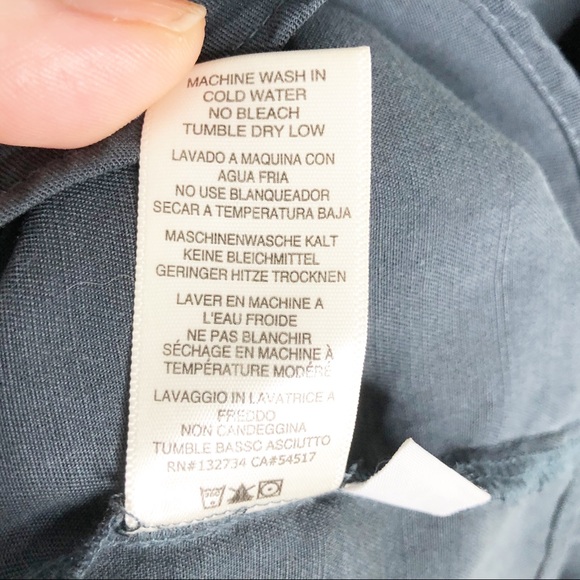 MACHINE WASH IN
COLD WATER
NO BLEACH
TUMBLE DRY LOW
LAVADO A MAQUINA CON
AGUA FRIA
NO USE BLANQUEADOR
SECAR A TEMPERATURA BAJA
MASCHINENWASCHE KALT
KEINE BLEICHMITTEL
GERINGER HITZE TROCKNEN
LAVER EN MACHINE A
L'EAU FROIDE
NE PAS BLANCHIR
SÉCHAGE EN MACHINE À
TEMPÉRATURE MODÉRÉ
LAVAGGIO IN LAVATRICE A
FREDDO
NON CANDEGGINA
TUMBLE BASSO ASCIUTTO
RN#132734 CA#54517